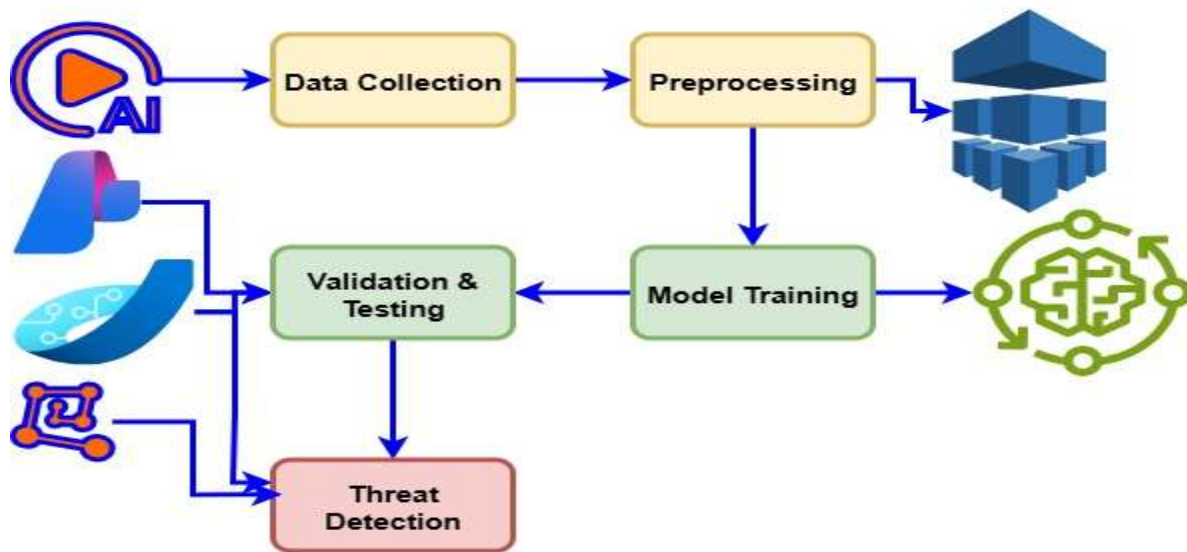 AI
Data Collection
Preprocessing
Validation &
Testing
Model Training
Threat
Detection